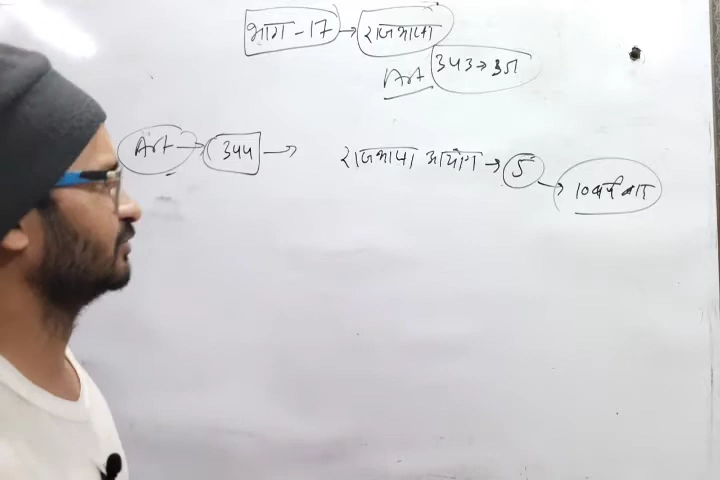 भाग-17 → राजभाषा
Art 343→351
Art → 344 → राजभाषा आयोग → 5 → 10 वर्ष बाद